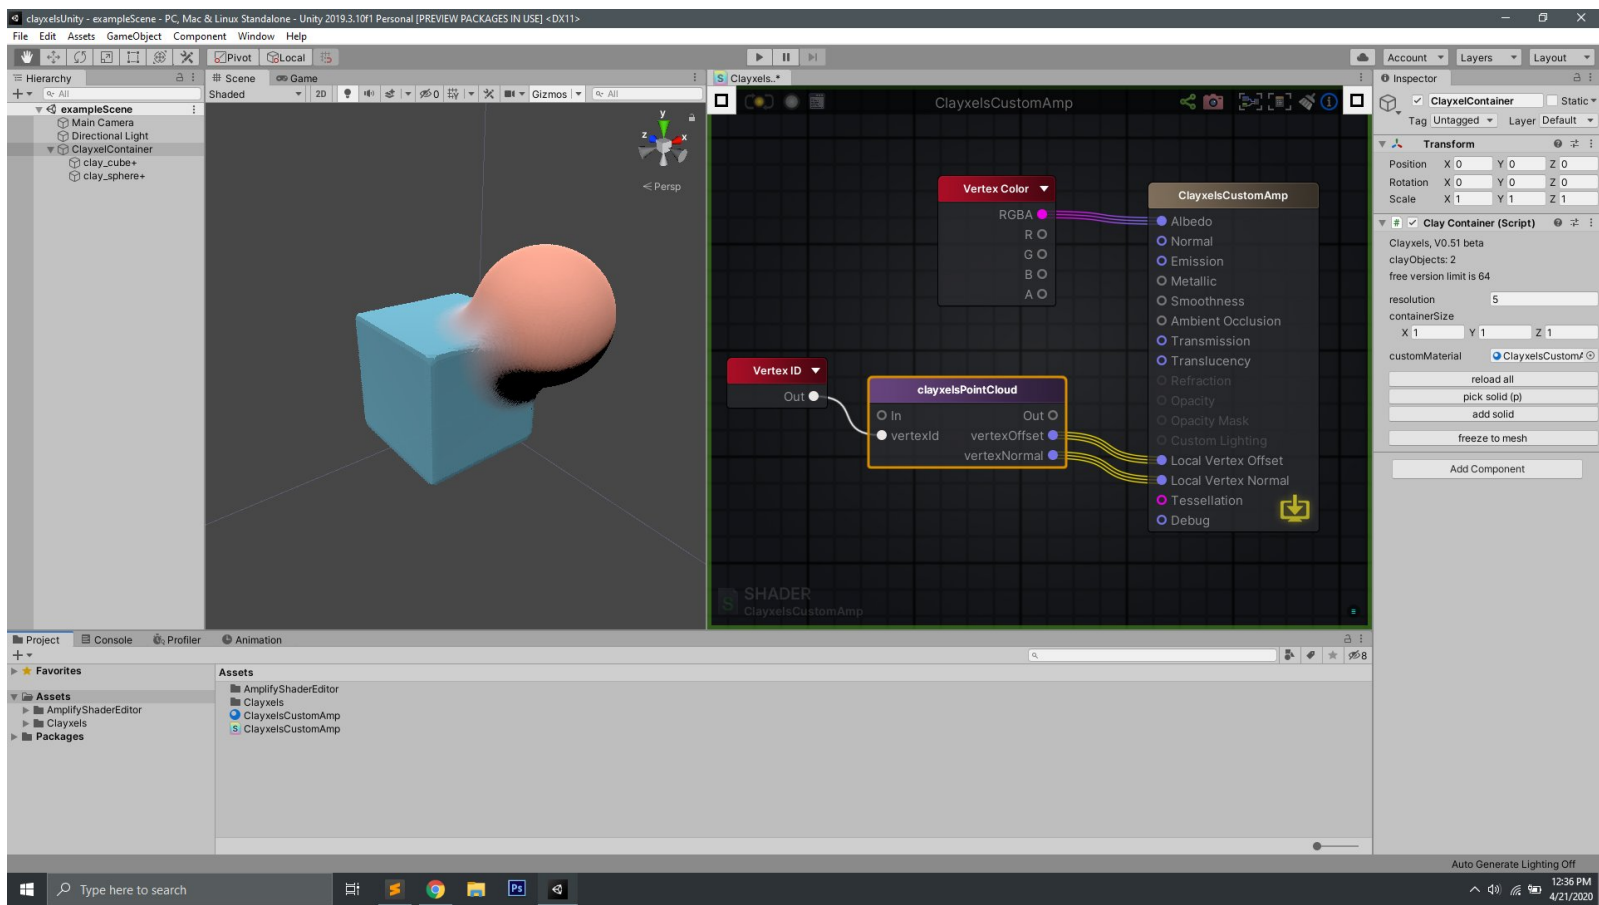 clayxelsUnity - exampleScene - PC, Mac & Linux Standalone - Unity 2019.3.10f1 Personal [PREVIEW PACKAGES IN USE] <DX11>
File Edit Assets GameObject Component Window Help
Pivot Local
Account Layers Layout
Hierarchy
All
exampleScene
Main Camera
Directional Light
ClayxelContainer
clay_cube+
clay_sphere+
Scene Game
Shaded 2D 0 Gizmos All
y
z x
Persp
Clayxels..*
ClayxelsCustomAmp
Vertex Color
RGBA
R
G
B
A
Vertex ID
Out
clayxelsPointCloud
In Out
vertexId vertexOffset
vertexNormal
ClayxelsCustomAmp
Albedo
Normal
Emission
Metallic
Smoothness
Ambient Occlusion
Transmission
Translucency
Refraction
Opacity
Opacity Mask
Custom Lighting
Local Vertex Offset
Local Vertex Normal
Tessellation
Debug
SHADER
ClayxelsCustomAmp
Inspector
ClayxelContainer Static
Tag Untagged Layer Default
Transform
Position X 0 Y 0 Z 0
Rotation X 0 Y 0 Z 0
Scale X 1 Y 1 Z 1
Clay Container (Script)
Clayxels, V0.51 beta
clayObjects: 2
free version limit is 64
resolution 5
containerSize
X 1 Y 1 Z 1
customMaterial ClayxelsCustomA
reload all
pick solid (p)
add solid
freeze to mesh
Add Component
Project Console Profiler Animation
8
Favorites
Assets
AmplifyShaderEditor
Clayxels
Packages
Assets
AmplifyShaderEditor
Clayxels
ClayxelsCustomAmp
ClayxelsCustomAmp
Auto Generate Lighting Off
Type here to search
Ps
12:36 PM
4/21/2020